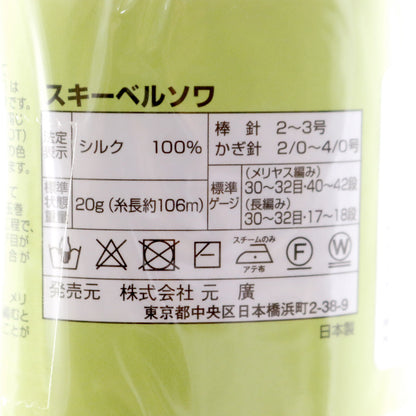 スキーベルソワ
法定
表示
シルク 100%
棒 針 2〜3号
かぎ針 2/0〜4/0号
標準
状態
重量
20g (糸長約106m)
標準
ゲージ
(メリヤス編み)
30〜32目・40〜42段
(長編み)
30〜32目・17〜18段
スチームのみ
アテ布
F
W
発売元 株式会社 元 廣
東京都中央区日本橋浜町2-38-9
日本製